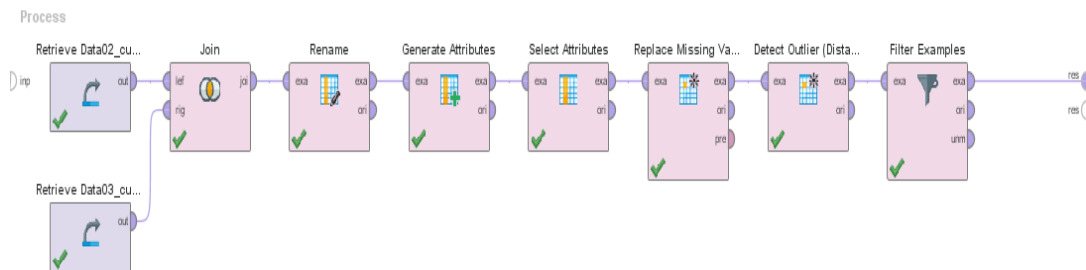 Process
Retrieve Data02_cu...
Join
Rename
Generate Attributes
Select Attributes
Replace Missing Va...
Detect Outlier (Dista...
Filter Examples
inp
out
lef
joi
rig
exa
exa
ori
exa
exa
ori
exa
exa
ori
exa
exa
ori
pre
exa
exa
ori
exa
exa
ori
unm
res
res
Retrieve Data03_cu...
out